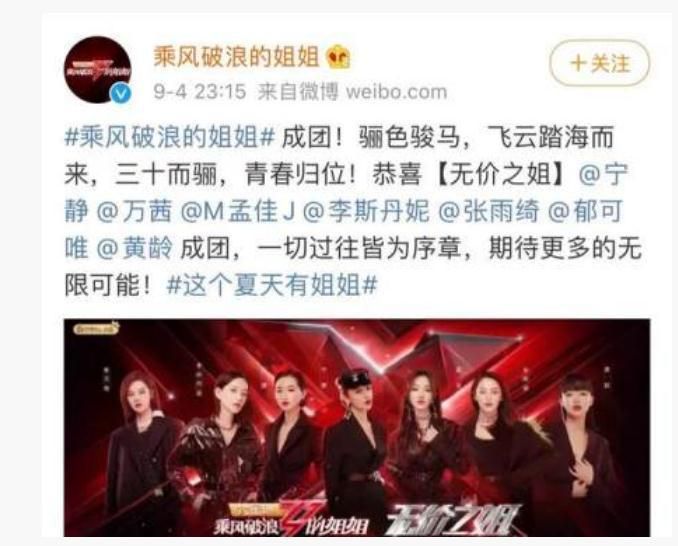 乘风破浪的姐姐
+关注
9-4 23:15 来自微博 weibo.com
#乘风破浪的姐姐# 成团！骊色骏马，飞云踏海而
来，三十而骊，青春归位！恭喜【无价之姐】@宁
静 @万茜 @M孟佳J @李斯丹妮 @张雨绮 @郁可
唯 @黄龄 成团，一切过往皆为序章，期待更多的无
限可能！#这个夏天有姐姐#
乘风破浪的姐姐 无价之姐